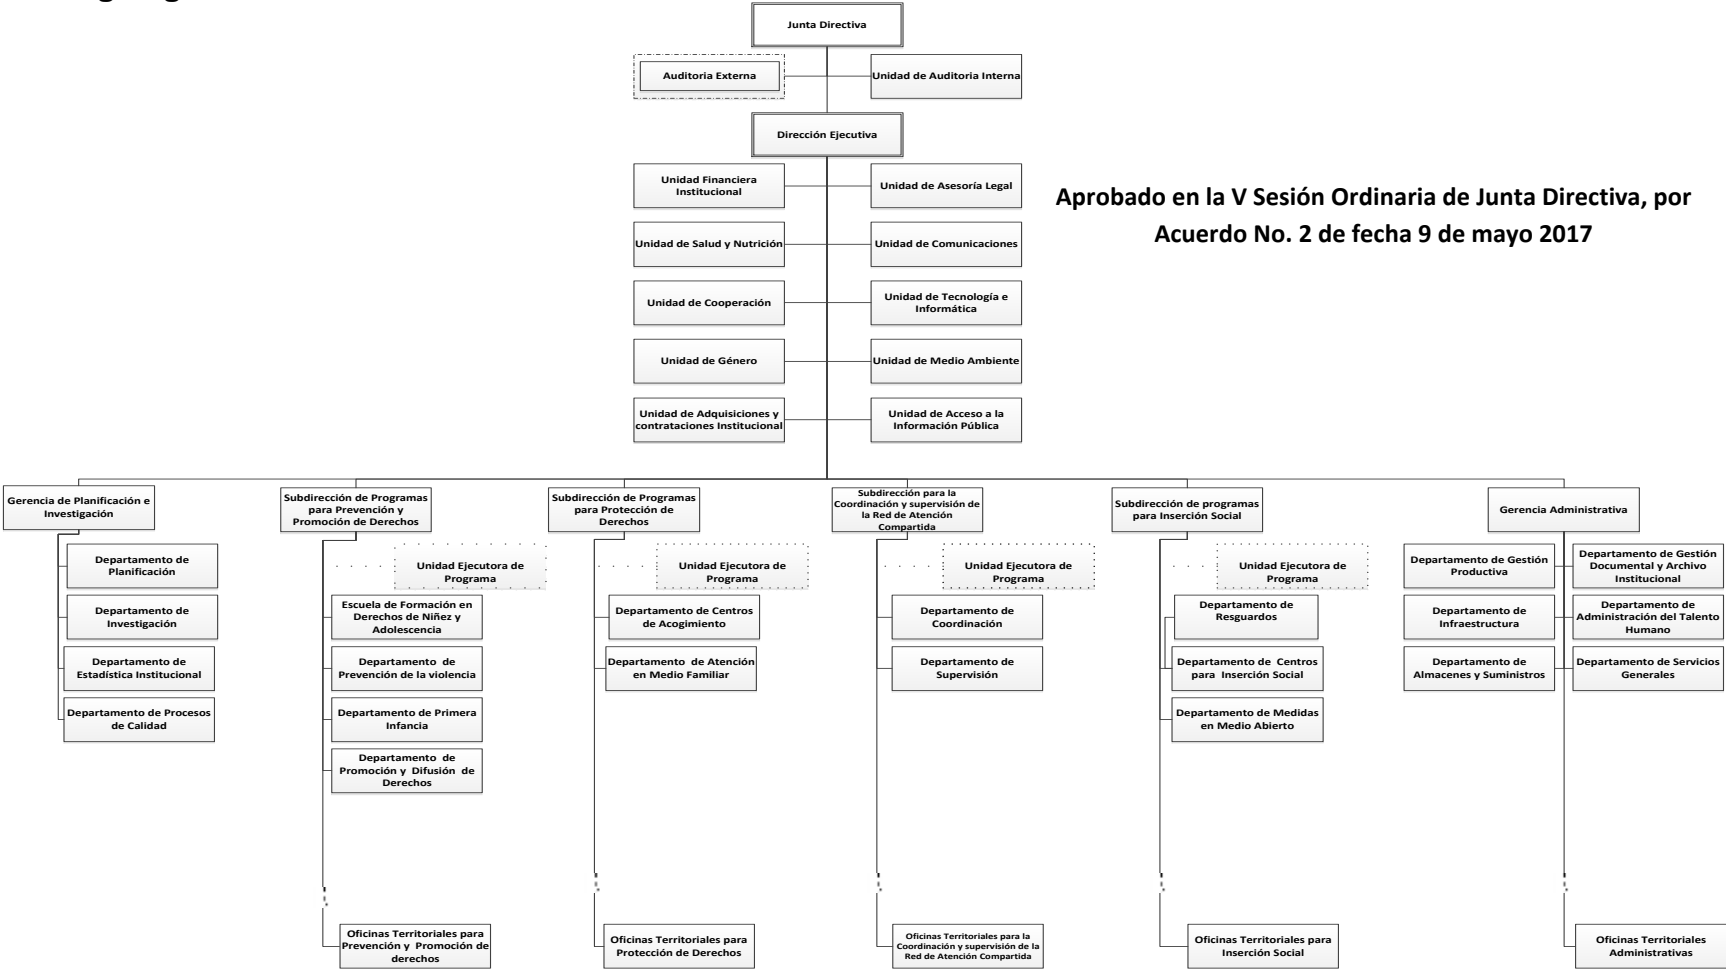 Junta Directiva
Auditoria Externa
Unidad de Auditoria Interna
Dirección Ejecutiva
Unidad Financiera
Institucional
Unidad de Asesoría Legal
Aprobado en la V Sesión Ordinaria de Junta Directiva, por
Acuerdo No. 2 de fecha 9 de mayo 2017
Unidad de Salud y Nutrición
Unidad de Comunicaciones
Unidad de Cooperación
Unidad de Tecnología e
Informática
Unidad de Género
Unidad de Medio Ambiente
Unidad de Adquisiciones y
contrataciones Institucional
Unidad de Acceso a la
Información Pública
Gerencia de Planificación e
Investigación
Subdirección de Programas
para Prevención y
Promoción de Derechos
Subdirección de Programas
para Protección de
Derechos
Subdirección para la
Coordinación y supervisión de
la Red de Atención
Compartida
Subdirección de programas
para Inserción Social
Gerencia Administrativa
Departamento de
Planificación
Departamento de
Investigación
Departamento de
Estadística Institucional
Departamento de Procesos
de Calidad
Unidad Ejecutora de
Programa
Escuela de Formación en
Derechos de Niñez y
Adolescencia
Departamento de
Prevención de la violencia
Departamento de Primera
Infancia
Departamento de
Promoción y Difusión de
Derechos
Oficinas Territoriales para
Prevención y Promoción de
derechos
Unidad Ejecutora de
Programa
Departamento de Centros
de Acogimiento
Departamento de Atención
en Medio Familiar
Oficinas Territoriales para
Protección de Derechos
Unidad Ejecutora de
Programa
Departamento de
Coordinación
Departamento de
Supervisión
Oficinas Territoriales para la
Coordinación y supervisión de la
Red de Atención Compartida
Unidad Ejecutora de
Programa
Departamento de
Resguardos
Departamento de Centros
para Inserción Social
Departamento de Medidas
en Medio Abierto
Oficinas Territoriales para
Inserción Social
Departamento de Gestión
Productiva
Departamento de Gestión
Documental y Archivo
Institucional
Departamento de
Infraestructura
Departamento de
Administración del Talento
Humano
Departamento de
Almacenes y Suministros
Departamento de Servicios
Generales
Oficinas Territoriales
Administrativas